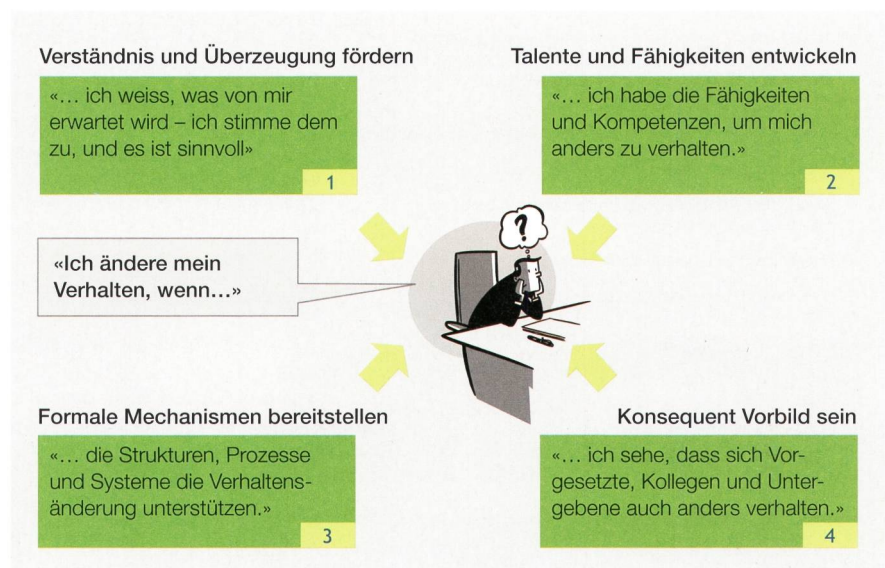 Verständnis und Überzeugung fördern
«… ich weiss, was von mir
erwartet wird – ich stimme dem
zu, und es ist sinnvoll»
1
Talente und Fähigkeiten entwickeln
«… ich habe die Fähigkeiten
und Kompetenzen, um mich
anders zu verhalten.»
2
?
«Ich ändere mein
Verhalten, wenn…»
Formale Mechanismen bereitstellen
«… die Strukturen, Prozesse
und Systeme die Verhaltens-
änderung unterstützen.»
3
Konsequent Vorbild sein
«… ich sehe, dass sich Vor-
gesetzte, Kollegen und Unter-
gebene auch anders verhalten.»
4